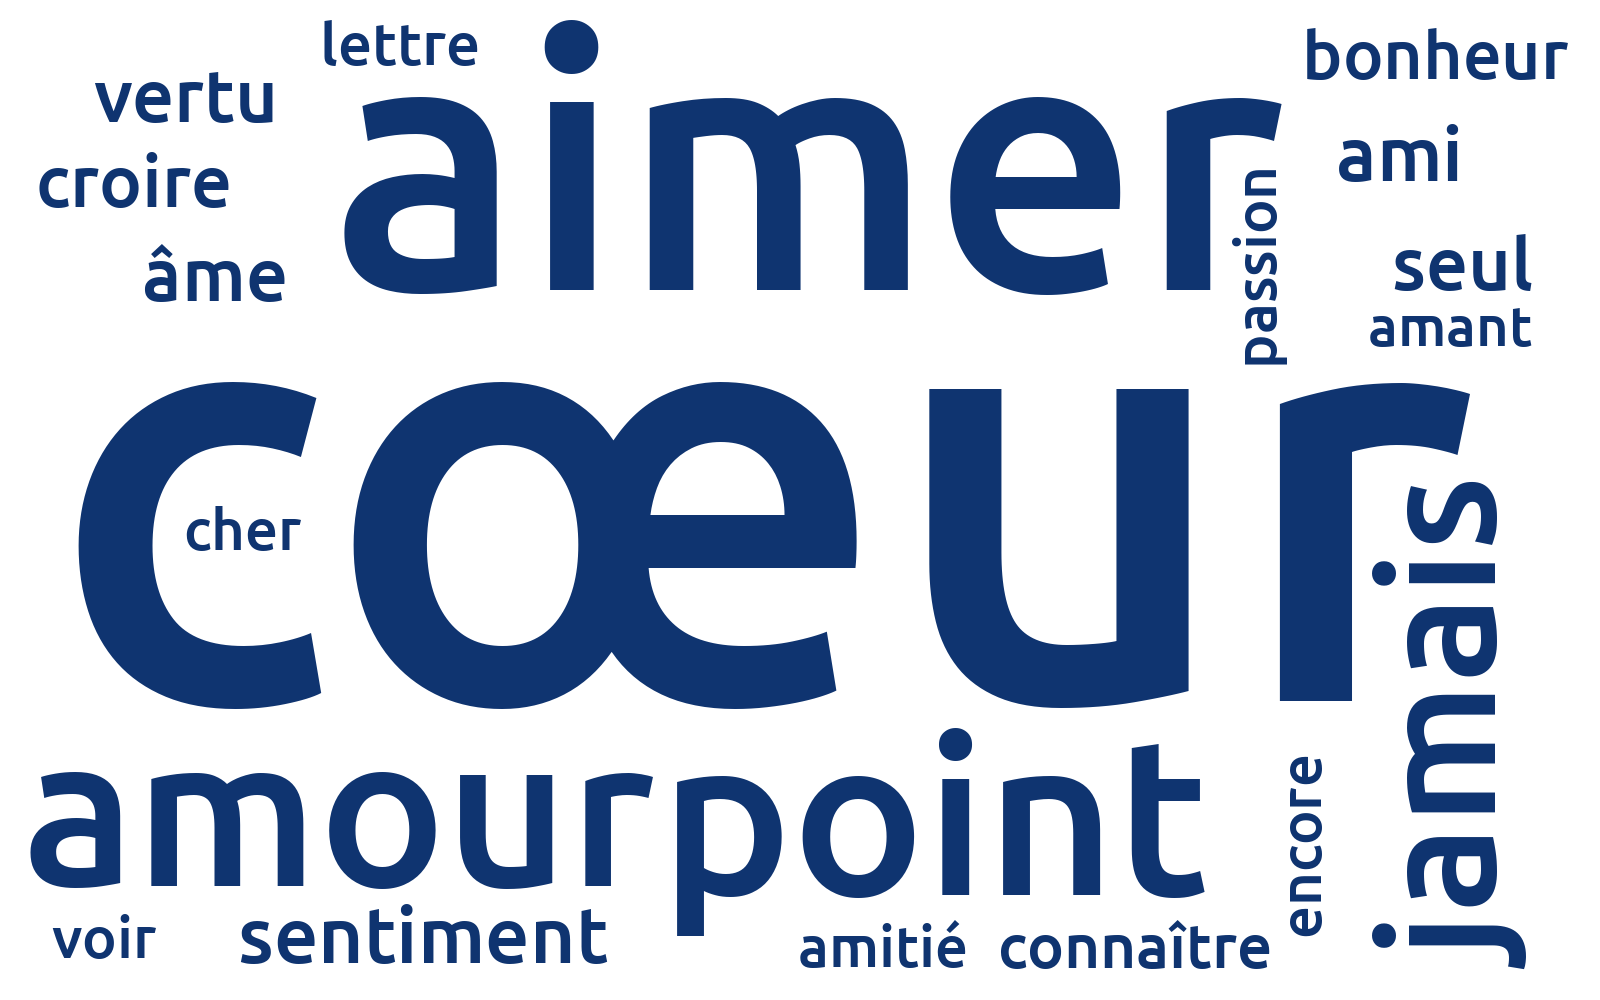 lettre
bonheur
vertu
aimer
ami
croire
passion
âme
seul
amant
cœur
cher
jamais
amour
point
encore
voir
sentiment
amitié
connaître